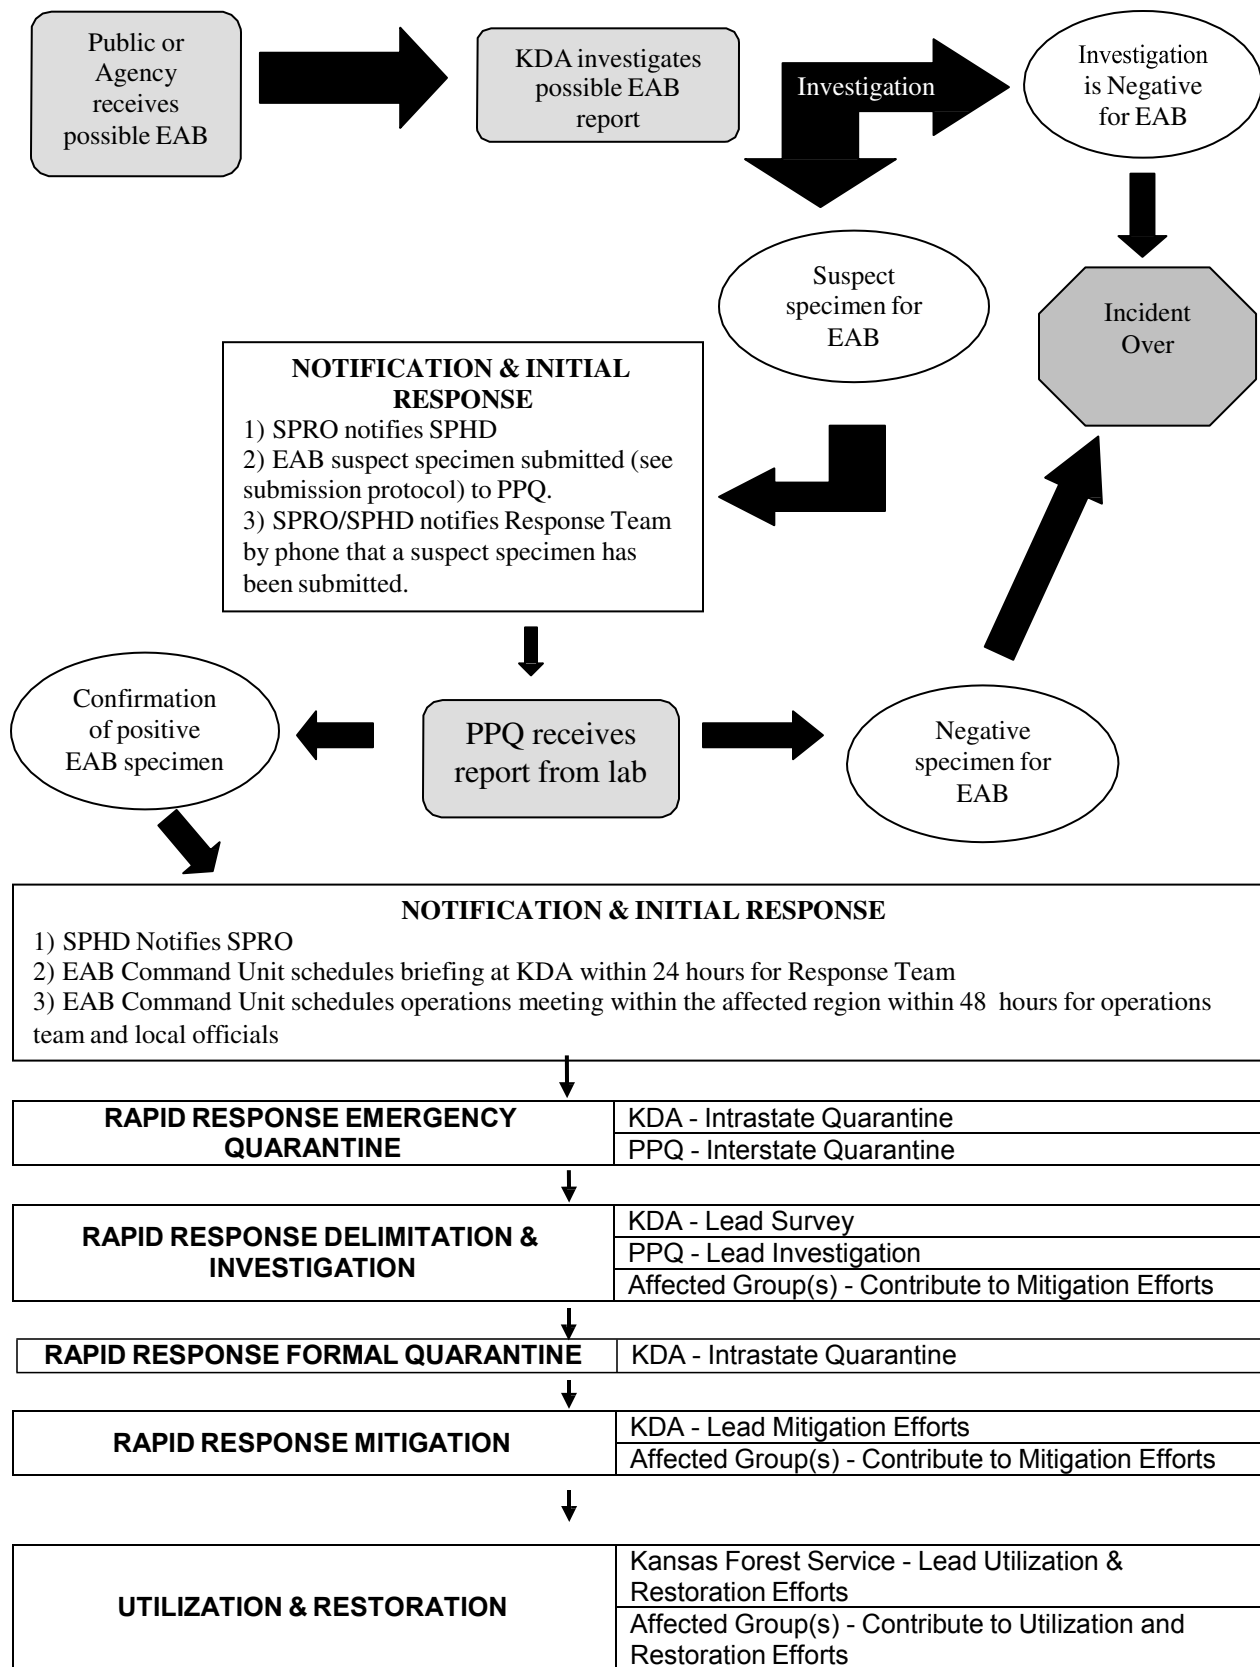 Public or
Agency
receives
possible EAB
KDA investigates
possible EAB
report
Investigation
Investigation
is Negative
for EAB
Suspect
specimen for
EAB
Incident
Over
NOTIFICATION & INITIAL
RESPONSE
1) SPRO notifies SPHD
2) EAB suspect specimen submitted (see
submission protocol) to PPQ.
3) SPRO/SPHD notifies Response Team
by phone that a suspect specimen has
been submitted.
Confirmation
of positive
EAB specimen
PPQ receives
report from lab
Negative
specimen for
EAB
NOTIFICATION & INITIAL RESPONSE
1) SPHD Notifies SPRO
2) EAB Command Unit schedules briefing at KDA within 24 hours for Response Team
3) EAB Command Unit schedules operations meeting within the affected region within 48 hours for operations
team and local officials
RAPID RESPONSE EMERGENCY
QUARANTINE
KDA - Intrastate Quarantine
PPQ - Interstate Quarantine
RAPID RESPONSE DELIMITATION &
INVESTIGATION
KDA - Lead Survey
PPQ - Lead Investigation
Affected Group(s) - Contribute to Mitigation Efforts
RAPID RESPONSE FORMAL QUARANTINE
KDA - Intrastate Quarantine
RAPID RESPONSE MITIGATION
KDA - Lead Mitigation Efforts
Affected Group(s) - Contribute to Mitigation Efforts
UTILIZATION & RESTORATION
Kansas Forest Service - Lead Utilization &
Restoration Efforts
Affected Group(s) - Contribute to Utilization and
Restoration Efforts